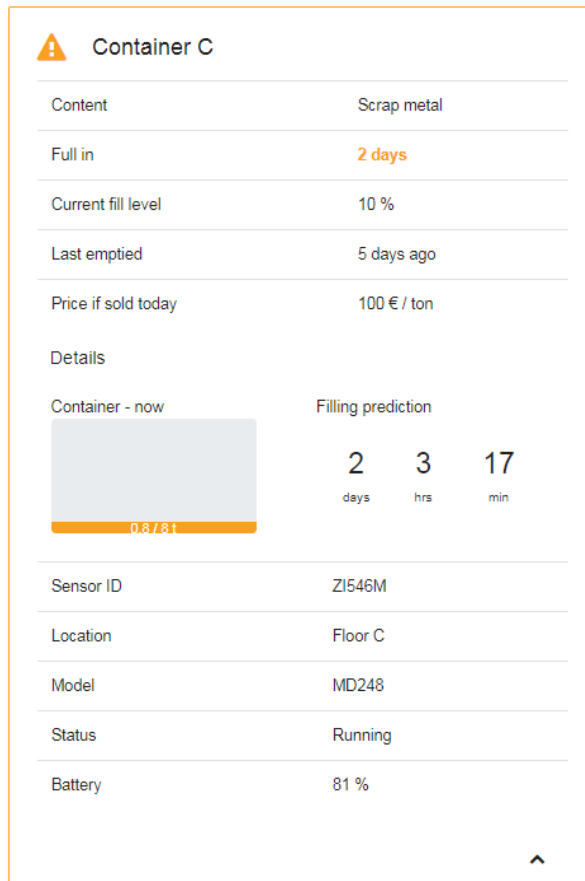 Container C
Content Scrap metal
Full in 2 days
Current fill level 10 %
Last emptied 5 days ago
Price if sold today 100 € / ton
Details
Container - now Filling prediction
2 3 17
days hrs min
0.8 / 8 t
Sensor ID ZI546M
Location Floor C
Model MD248
Status Running
Battery 81 %